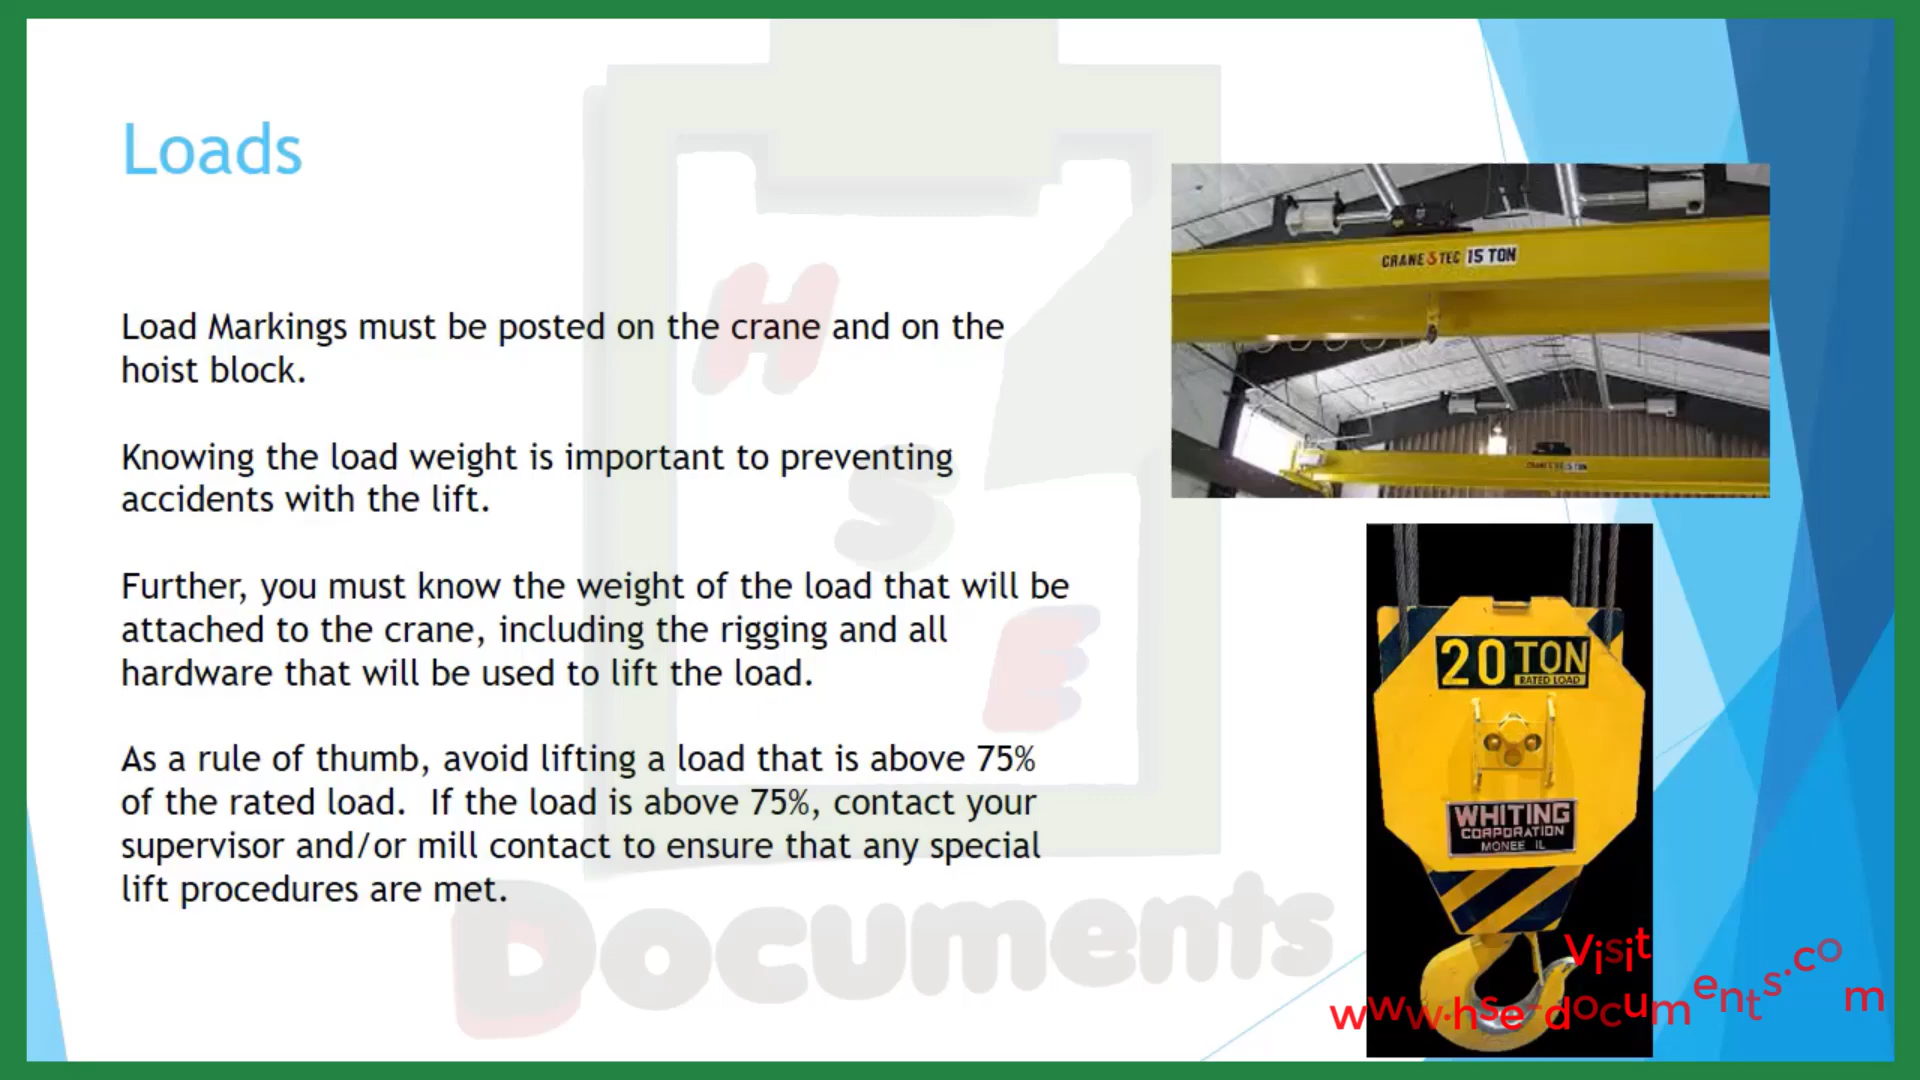 Loads
Load Markings must be posted on the crane and on the
hoist block.
Knowing the load weight is important to preventing
accidents with the lift.
Further, you must know the weight of the load that will be
attached to the crane, including the rigging and all
hardware that will be used to lift the load.
As a rule of thumb, avoid lifting a load that is above 75%
of the rated load.  If the load is above 75%, contact your
supervisor and/or mill contact to ensure that any special
lift procedures are met.
CRANE TEC 15 TON
20 TON
RATED LOAD
WHITING
CORPORATION
MONEE IL
H
S
E
Documents
Visit
www.hse-documents.com